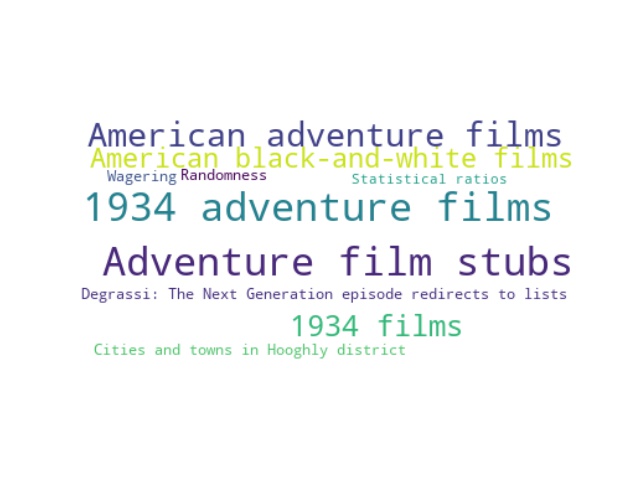 American adventure films
American black-and-white films
Wagering Randomness
Statistical ratios
1934 adventure films
Adventure film stubs
Degrassi: The Next Generation episode redirects to lists
1934 films
Cities and towns in Hooghly district